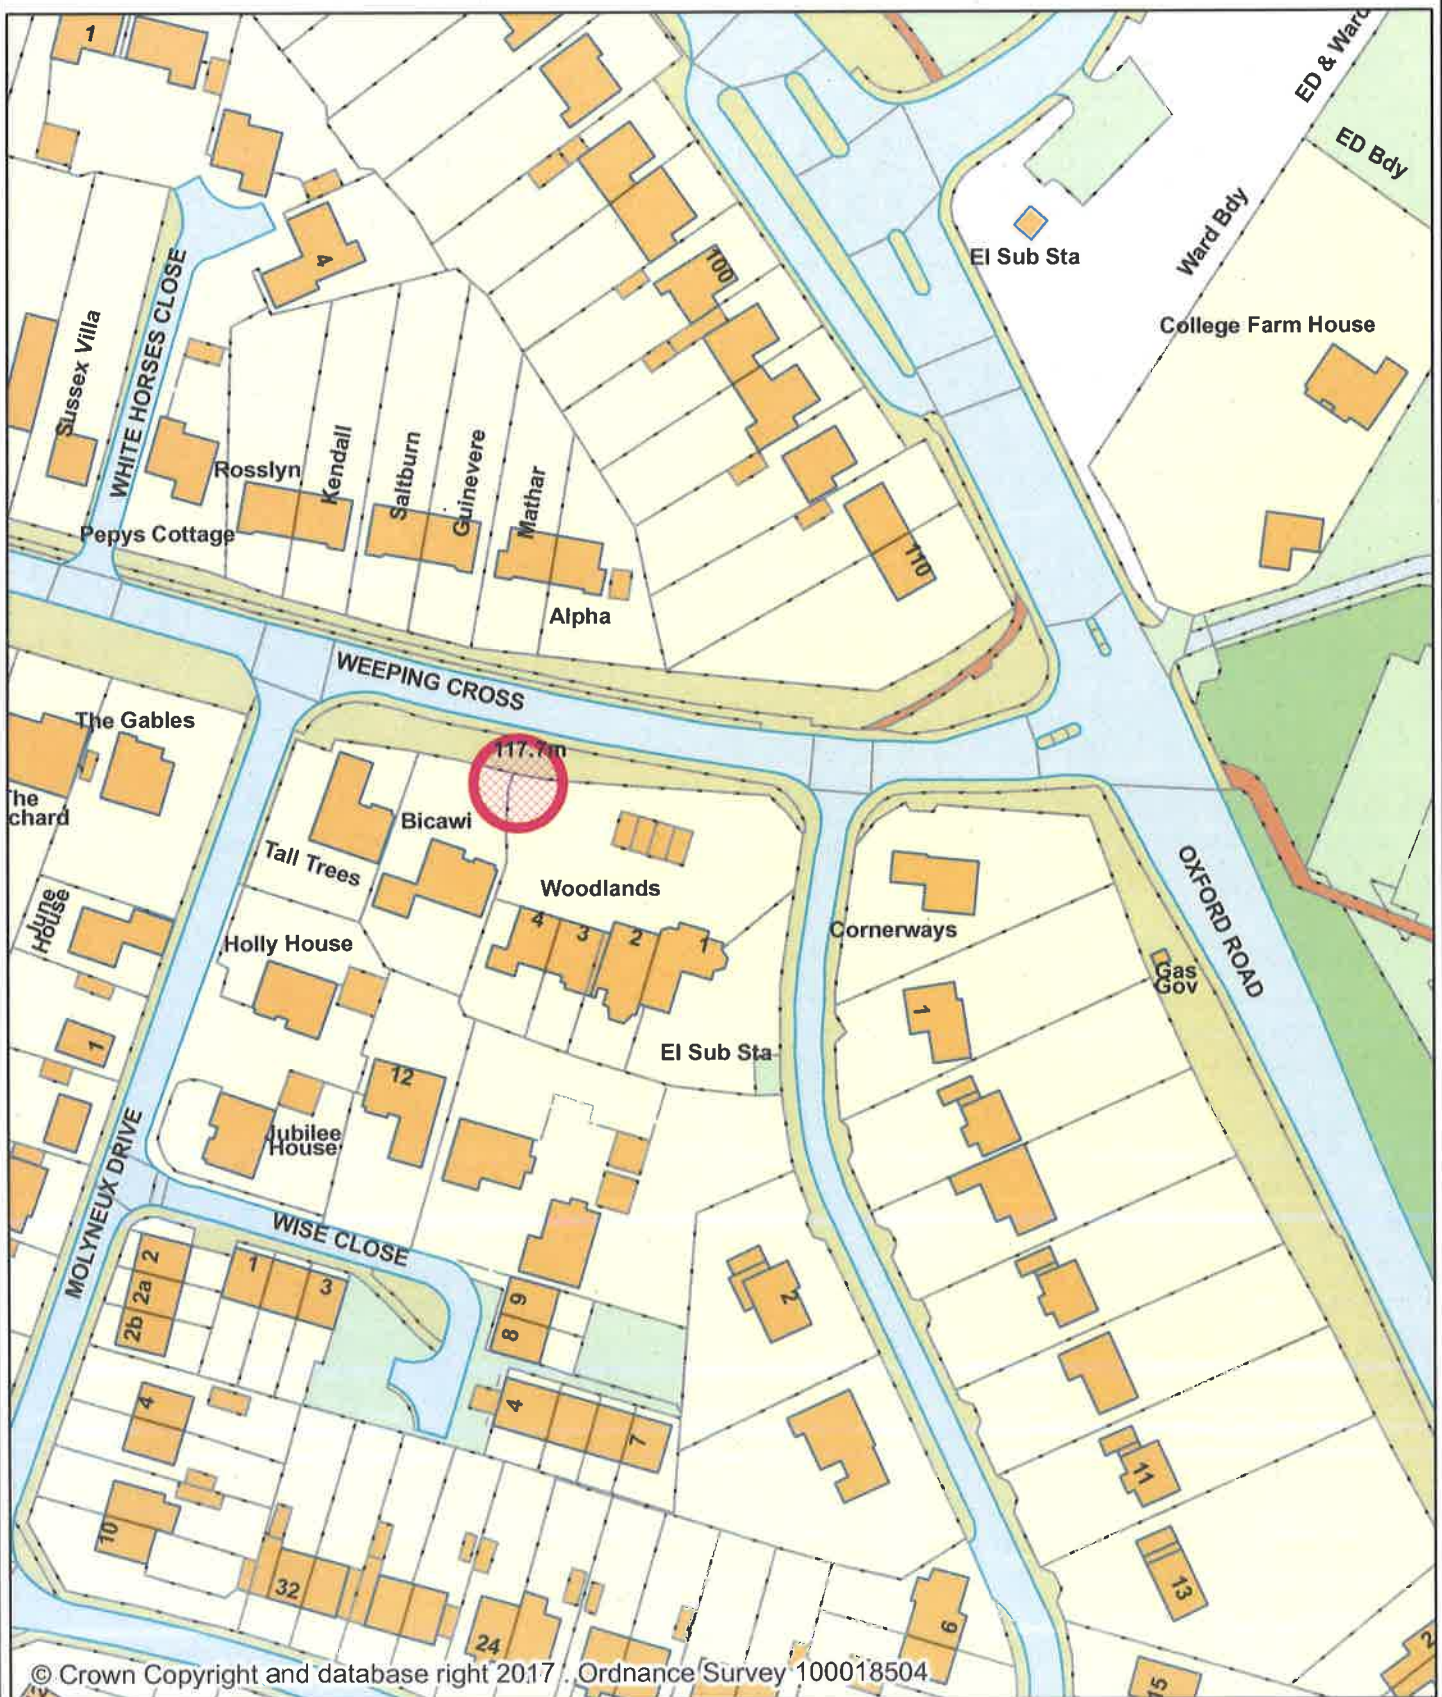 1
ED & Ward
ED Bdy
Ward Bdy
El Sub Sta
College Farm House
4
100
WHITE HORSES CLOSE
Sussex Villa
Rosslyn
Kendall
Saltburn
Guinevere
Mathar
Pepys Cottage
110
Alpha
WEEPING CROSS
The Gables
117.7m
The
chard
Bicawi
Tall Trees
Woodlands
OXFORD ROAD
June
House
Holly House
4
3
2
1
Cornerways
Gas
Gov
1
1
El Sub Sta
12
Jubilee
House
MOLYNEUX DRIVE
WISE CLOSE
2
2a
2b
1
3
9
8
2
4
4
7
11
10
32
13
24
6
2
15
© Crown Copyright and database right 2017 . Ordnance Survey 100018504